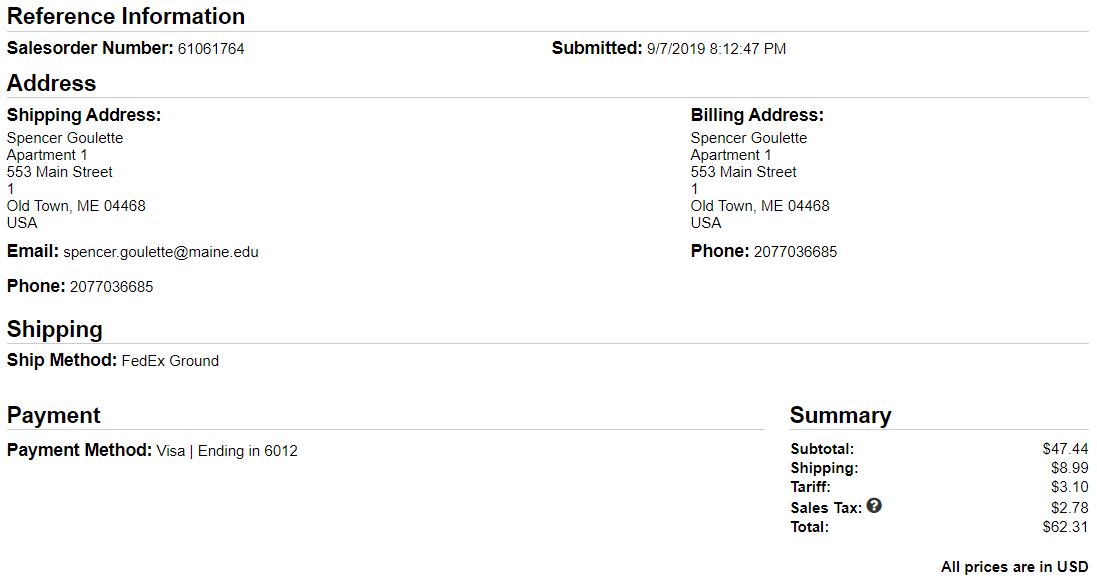 Reference Information
Salesorder Number: 61061764 Submitted: 9/7/2019 8:12:47 PM
Address
Shipping Address:
Spencer Goulette
Apartment 1
553 Main Street
1
Old Town, ME 04468
USA
Email: spencer.goulette@maine.edu
Phone: 2077036685
Billing Address:
Spencer Goulette
Apartment 1
553 Main Street
1
Old Town, ME 04468
USA
Phone: 2077036685
Shipping
Ship Method: FedEx Ground
Payment
Payment Method: Visa | Ending in 6012
Summary
Subtotal: $47.44
Shipping: $8.99
Tariff: $3.10
Sales Tax: ? $2.78
Total: $62.31
All prices are in USD